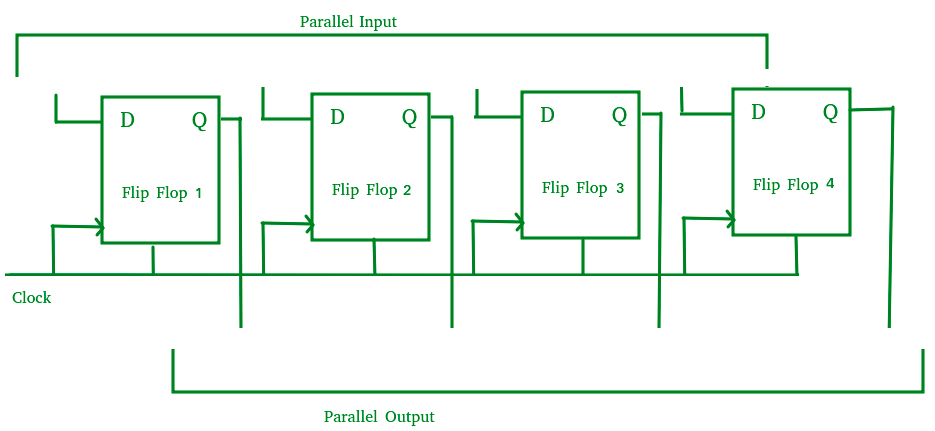 Parallel Input
D Q
Flip Flop 1
D Q
Flip Flop 2
D Q
Flip Flop 3
D Q
Flip Flop 4
Clock
Parallel Output